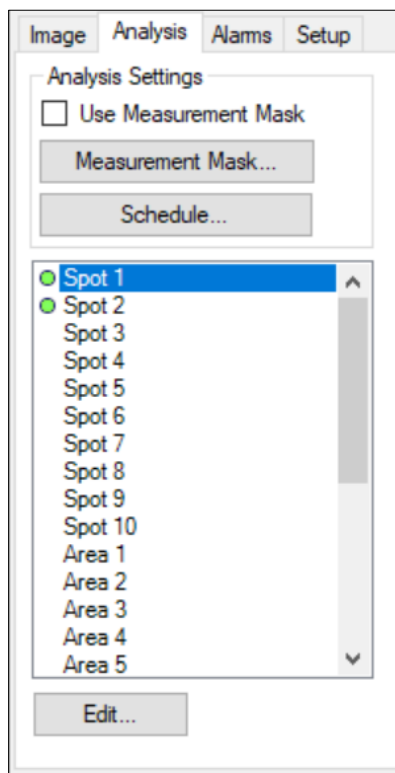 Image Analysis Alarms Setup
Analysis Settings
Use Measurement Mask
Measurement Mask...
Schedule...
Spot 1
Spot 2
Spot 3
Spot 4
Spot 5
Spot 6
Spot 7
Spot 8
Spot 9
Spot 10
Area 1
Area 2
Area 3
Area 4
Area 5
Edit...